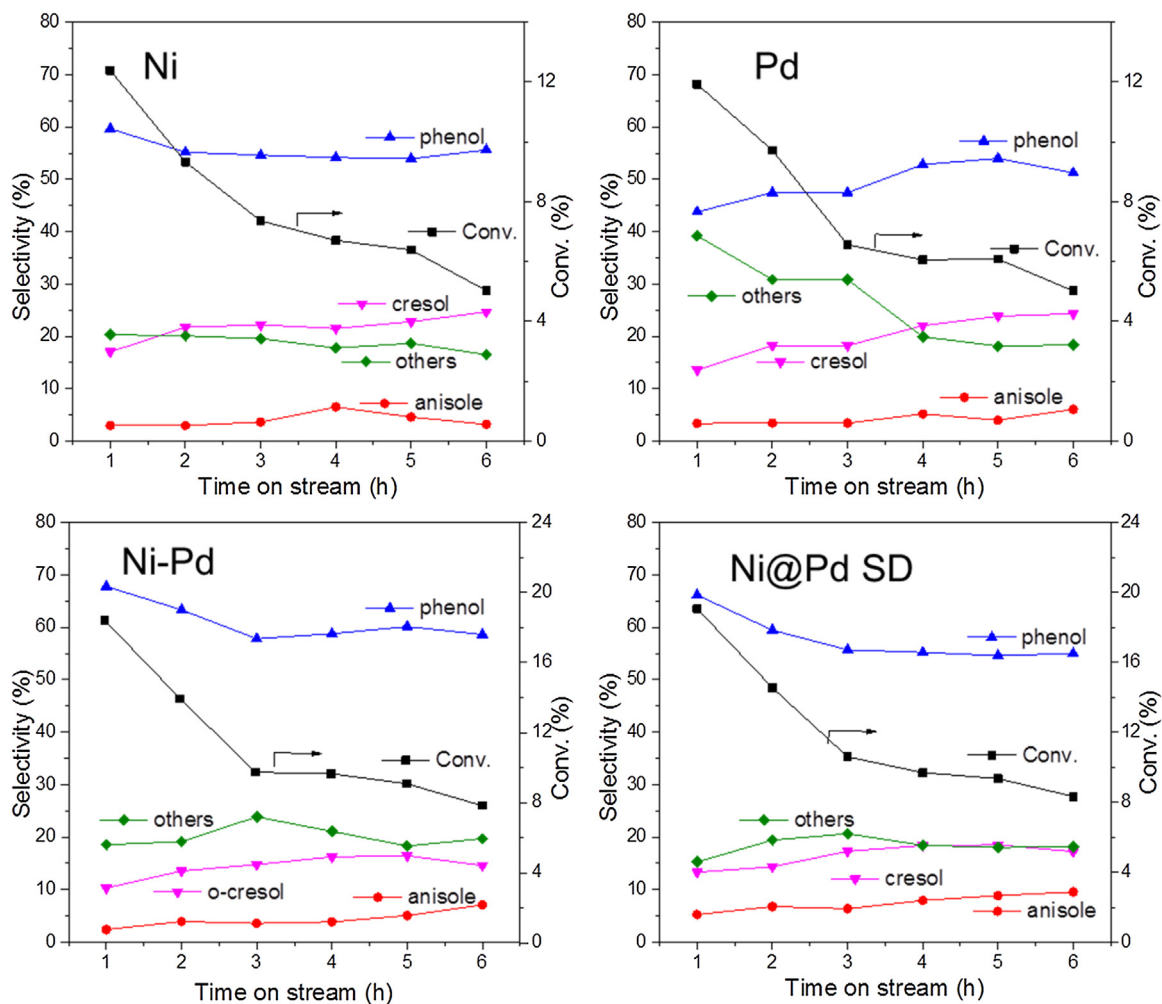 Ni
Selectivity (%)
80
70
60
50
40
30
20
10
0
phenol
Conv.
cresol
others
anisole
12
8
4
0
Conv. (%)
1 2 3 4 5 6
Time on stream (h)
Pd
Selectivity (%)
80
70
60
50
40
30
20
10
0
phenol
Conv.
others
cresol
anisole
12
8
4
0
Conv. (%)
1 2 3 4 5 6
Time on stream (h)
Ni-Pd
Selectivity (%)
80
70
60
50
40
30
20
10
0
phenol
Conv.
others
o-cresol
anisole
24
20
16
12
8
4
0
Conv. (%)
1 2 3 4 5 6
Time on stream (h)
Ni@Pd SD
Selectivity (%)
80
70
60
50
40
30
20
10
0
phenol
Conv.
others
cresol
anisole
24
20
16
12
8
4
0
Conv. (%)
1 2 3 4 5 6
Time on stream (h)